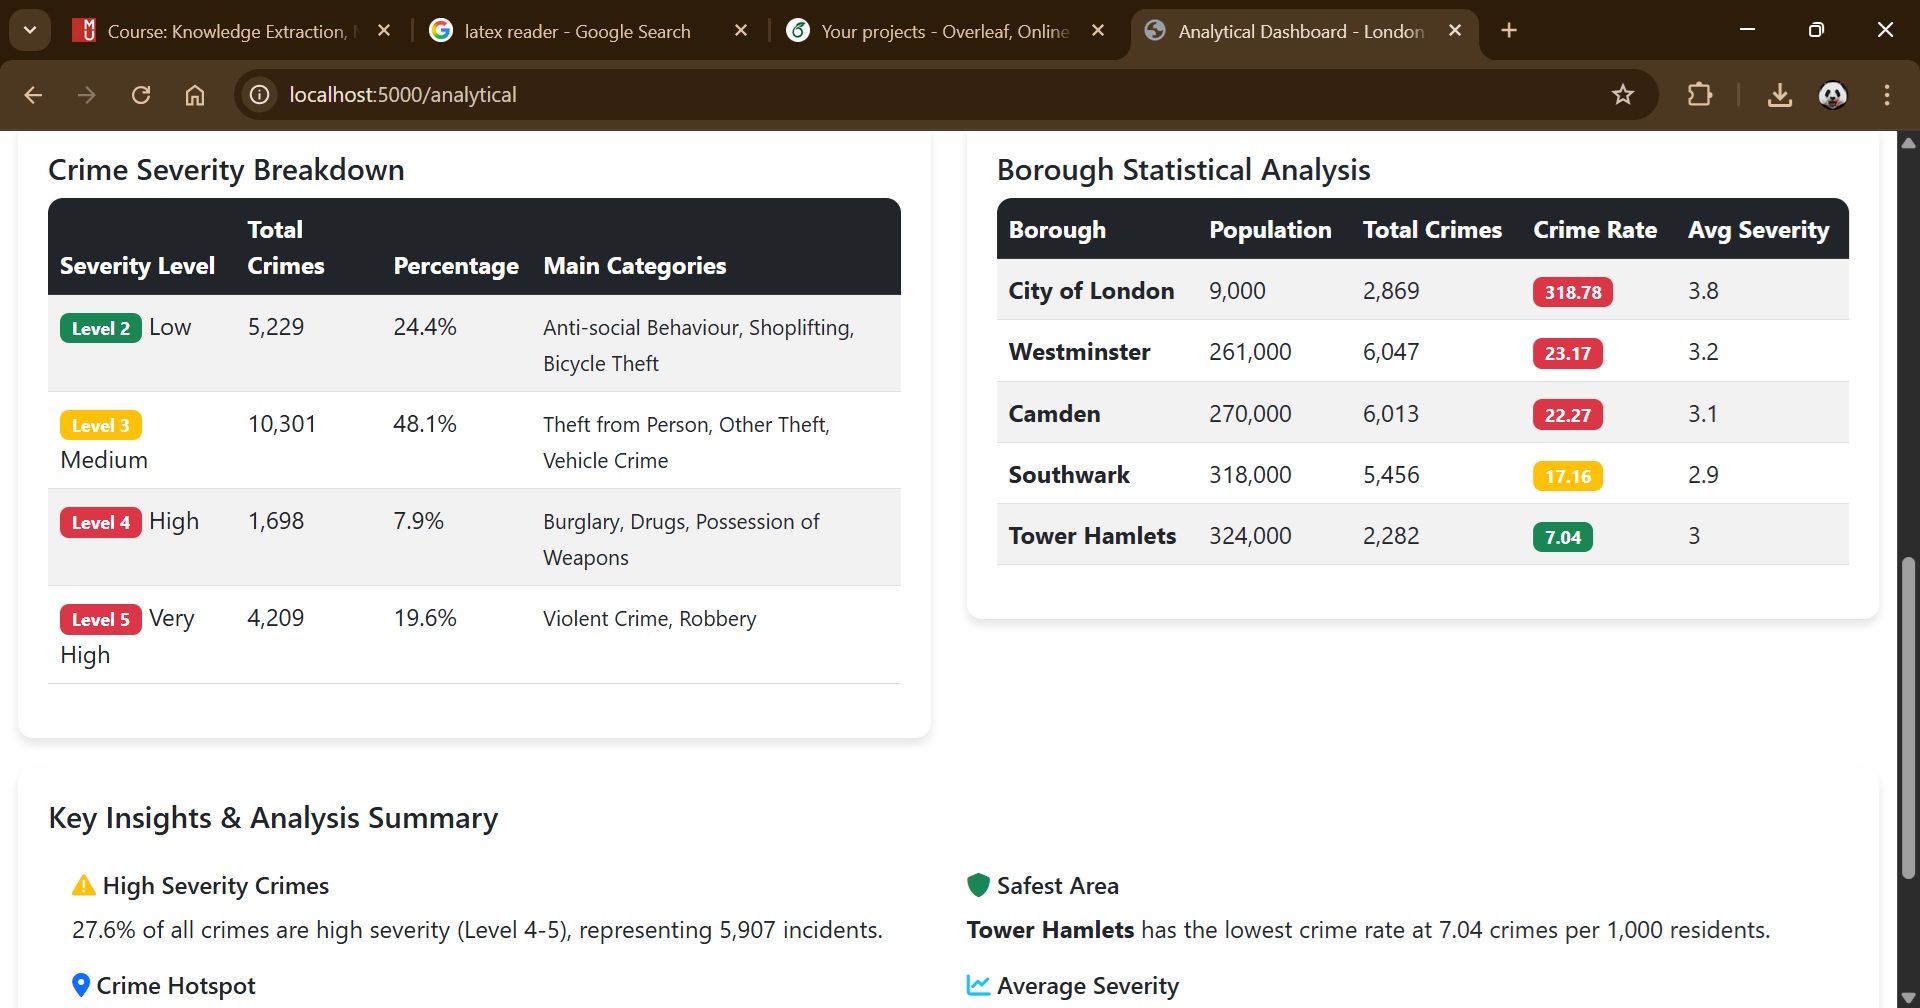 Course: Knowledge Extraction,
latex reader - Google Search
Your projects - Overleaf, Online
Analytical Dashboard - London
localhost:5000/analytical
Crime Severity Breakdown
Severity Level Total Crimes Percentage Main Categories
Level 2 Low 5,229 24.4% Anti-social Behaviour, Shoplifting,
Bicycle Theft
Level 3 10,301 48.1% Theft from Person, Other Theft,
Medium Vehicle Crime
Level 4 High 1,698 7.9% Burglary, Drugs, Possession of
Weapons
Level 5 Very 4,209 19.6% Violent Crime, Robbery
High
Borough Statistical Analysis
Borough Population Total Crimes Crime Rate Avg Severity
City of London 9,000 2,869 318.78 3.8
Westminster 261,000 6,047 23.17 3.2
Camden 270,000 6,013 22.27 3.1
Southwark 318,000 5,456 17.16 2.9
Tower Hamlets 324,000 2,282 7.04 3
Key Insights & Analysis Summary
High Severity Crimes
27.6% of all crimes are high severity (Level 4-5), representing 5,907 incidents.
Safest Area
Tower Hamlets has the lowest crime rate at 7.04 crimes per 1,000 residents.
Crime Hotspot
Average Severity